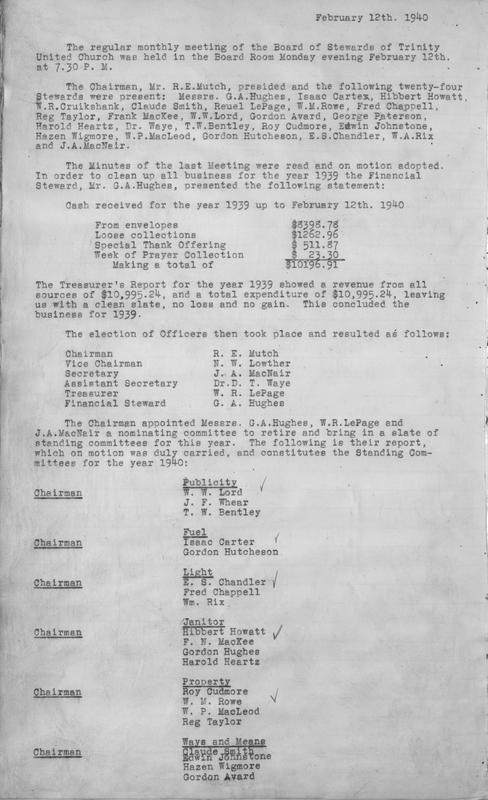 February 12th. 1940
The regular monthly meeting of the Board of Stewards of Trinity
United Church was held in the Board Room Monday evening February 12th.
at 7.30 P. M.
The Chairman, Mr. R.E.Mutch, presided and the following twenty-four
Stewards were present: Messrs. G.A.Hughes, Isaac Carter, Hibbert Howatt,
W.R.Cruikshank, Claude Smith, Reuel LePage, W.M.Rowe, Fred Chappell,
Reg Taylor, Frank MacKee, W.W.Lord, Gordon Avard, George Paterson,
Harold Heartz, Dr. Waye, T.W.Bentley, Roy Cudmore, Edwin Johnstone,
Hazen Wigmore, W.P.MacLeod, Gordon Hutcheson, E.S.Chandler, W.A.Rix
and J.A.MacNair.
The Minutes of the last Meeting were read and on motion adopted.
In order to clean up all business for the year 1939 the Financial
Steward, Mr. G.A.Hughes, presented the following statement:
Cash received for the year 1939 up to February 12th. 1940
From envelopes $8398.78
Loose collections $1262.96
Special Thank Offering $ 511.87
Week of Prayer Collection $ 23.30
Making a total of $10196.91
The Treasurer's Report for the year 1939 showed a revenue from all
sources of $10,995.24, and a total expenditure of $10,995.24, leaving
us with a clean slate, no loss and no gain. This concluded the
business for 1939.
The election of Officers then took place and resulted as follows:
Chairman R. E. Mutch
Vice Chairman N. W. Lowther
Secretary J. A. MacNair
Assistant Secretary Dr.D. T. Waye
Treasurer W. R. LePage
Financial Steward G. A. Hughes
The Chairman appointed Messrs. G.A.Hughes, W.R.LePage and
J.A.MacNair a nominating committee to retire and bring in a slate of
standing committees for this year. The following is their report,
which on motion was duly carried, and constitutes the Standing Com-
mittees for the year 1940:
Publicity
Chairman W. W. Lord
J. F. Whear
T. W. Bentley
Fuel
Chairman Isaac Carter
Gordon Hutcheson
Light
Chairman E. S. Chandler
Fred Chappell
Wm. Rix
Janitor
Chairman Hibbert Howatt
F. N. MacKee
Gordon Hughes
Harold Heartz
Property
Chairman Roy Cudmore
W. M. Rowe
W. P. MacLeod
Reg Taylor
Ways and Means
Chairman Claude Smith
Edwin Johnstone
Hazen Wigmore
Gordon Avard